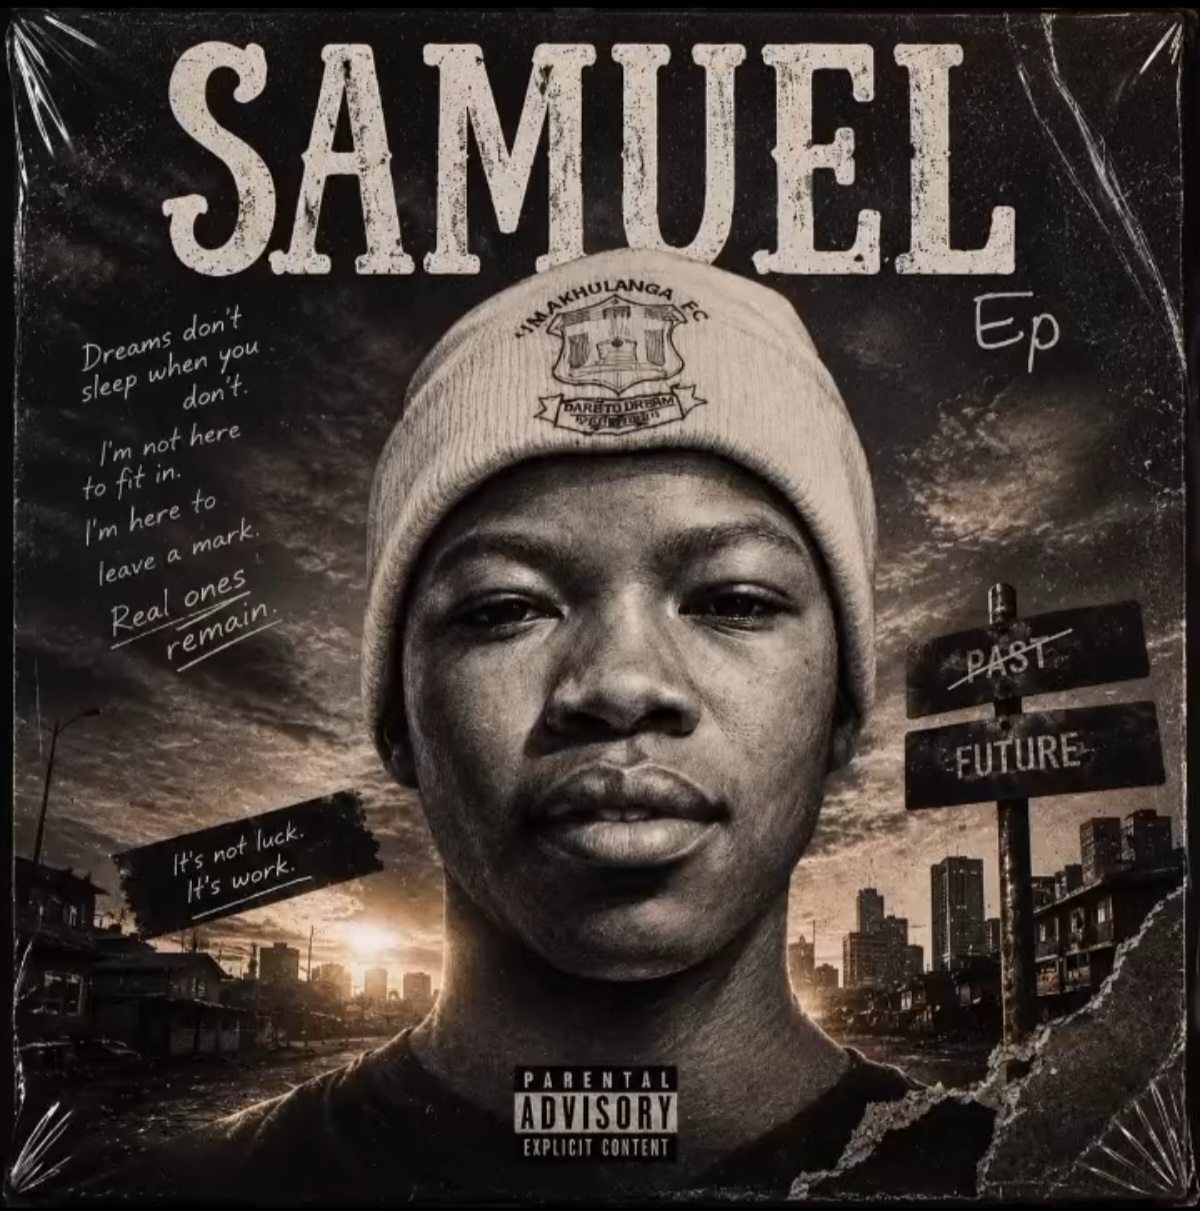 SAMUEL
Ep
"IMAKHULANGA FC
DARE TO DREAM
Dreams don't
sleep when you
don't.
I'm not here
to fit in.
I'm here to
leave a mark.
Real ones
remain.
PAST
FUTURE
It's not luck.
It's work.
PARENTAL
ADVISORY
EXPLICIT CONTENT